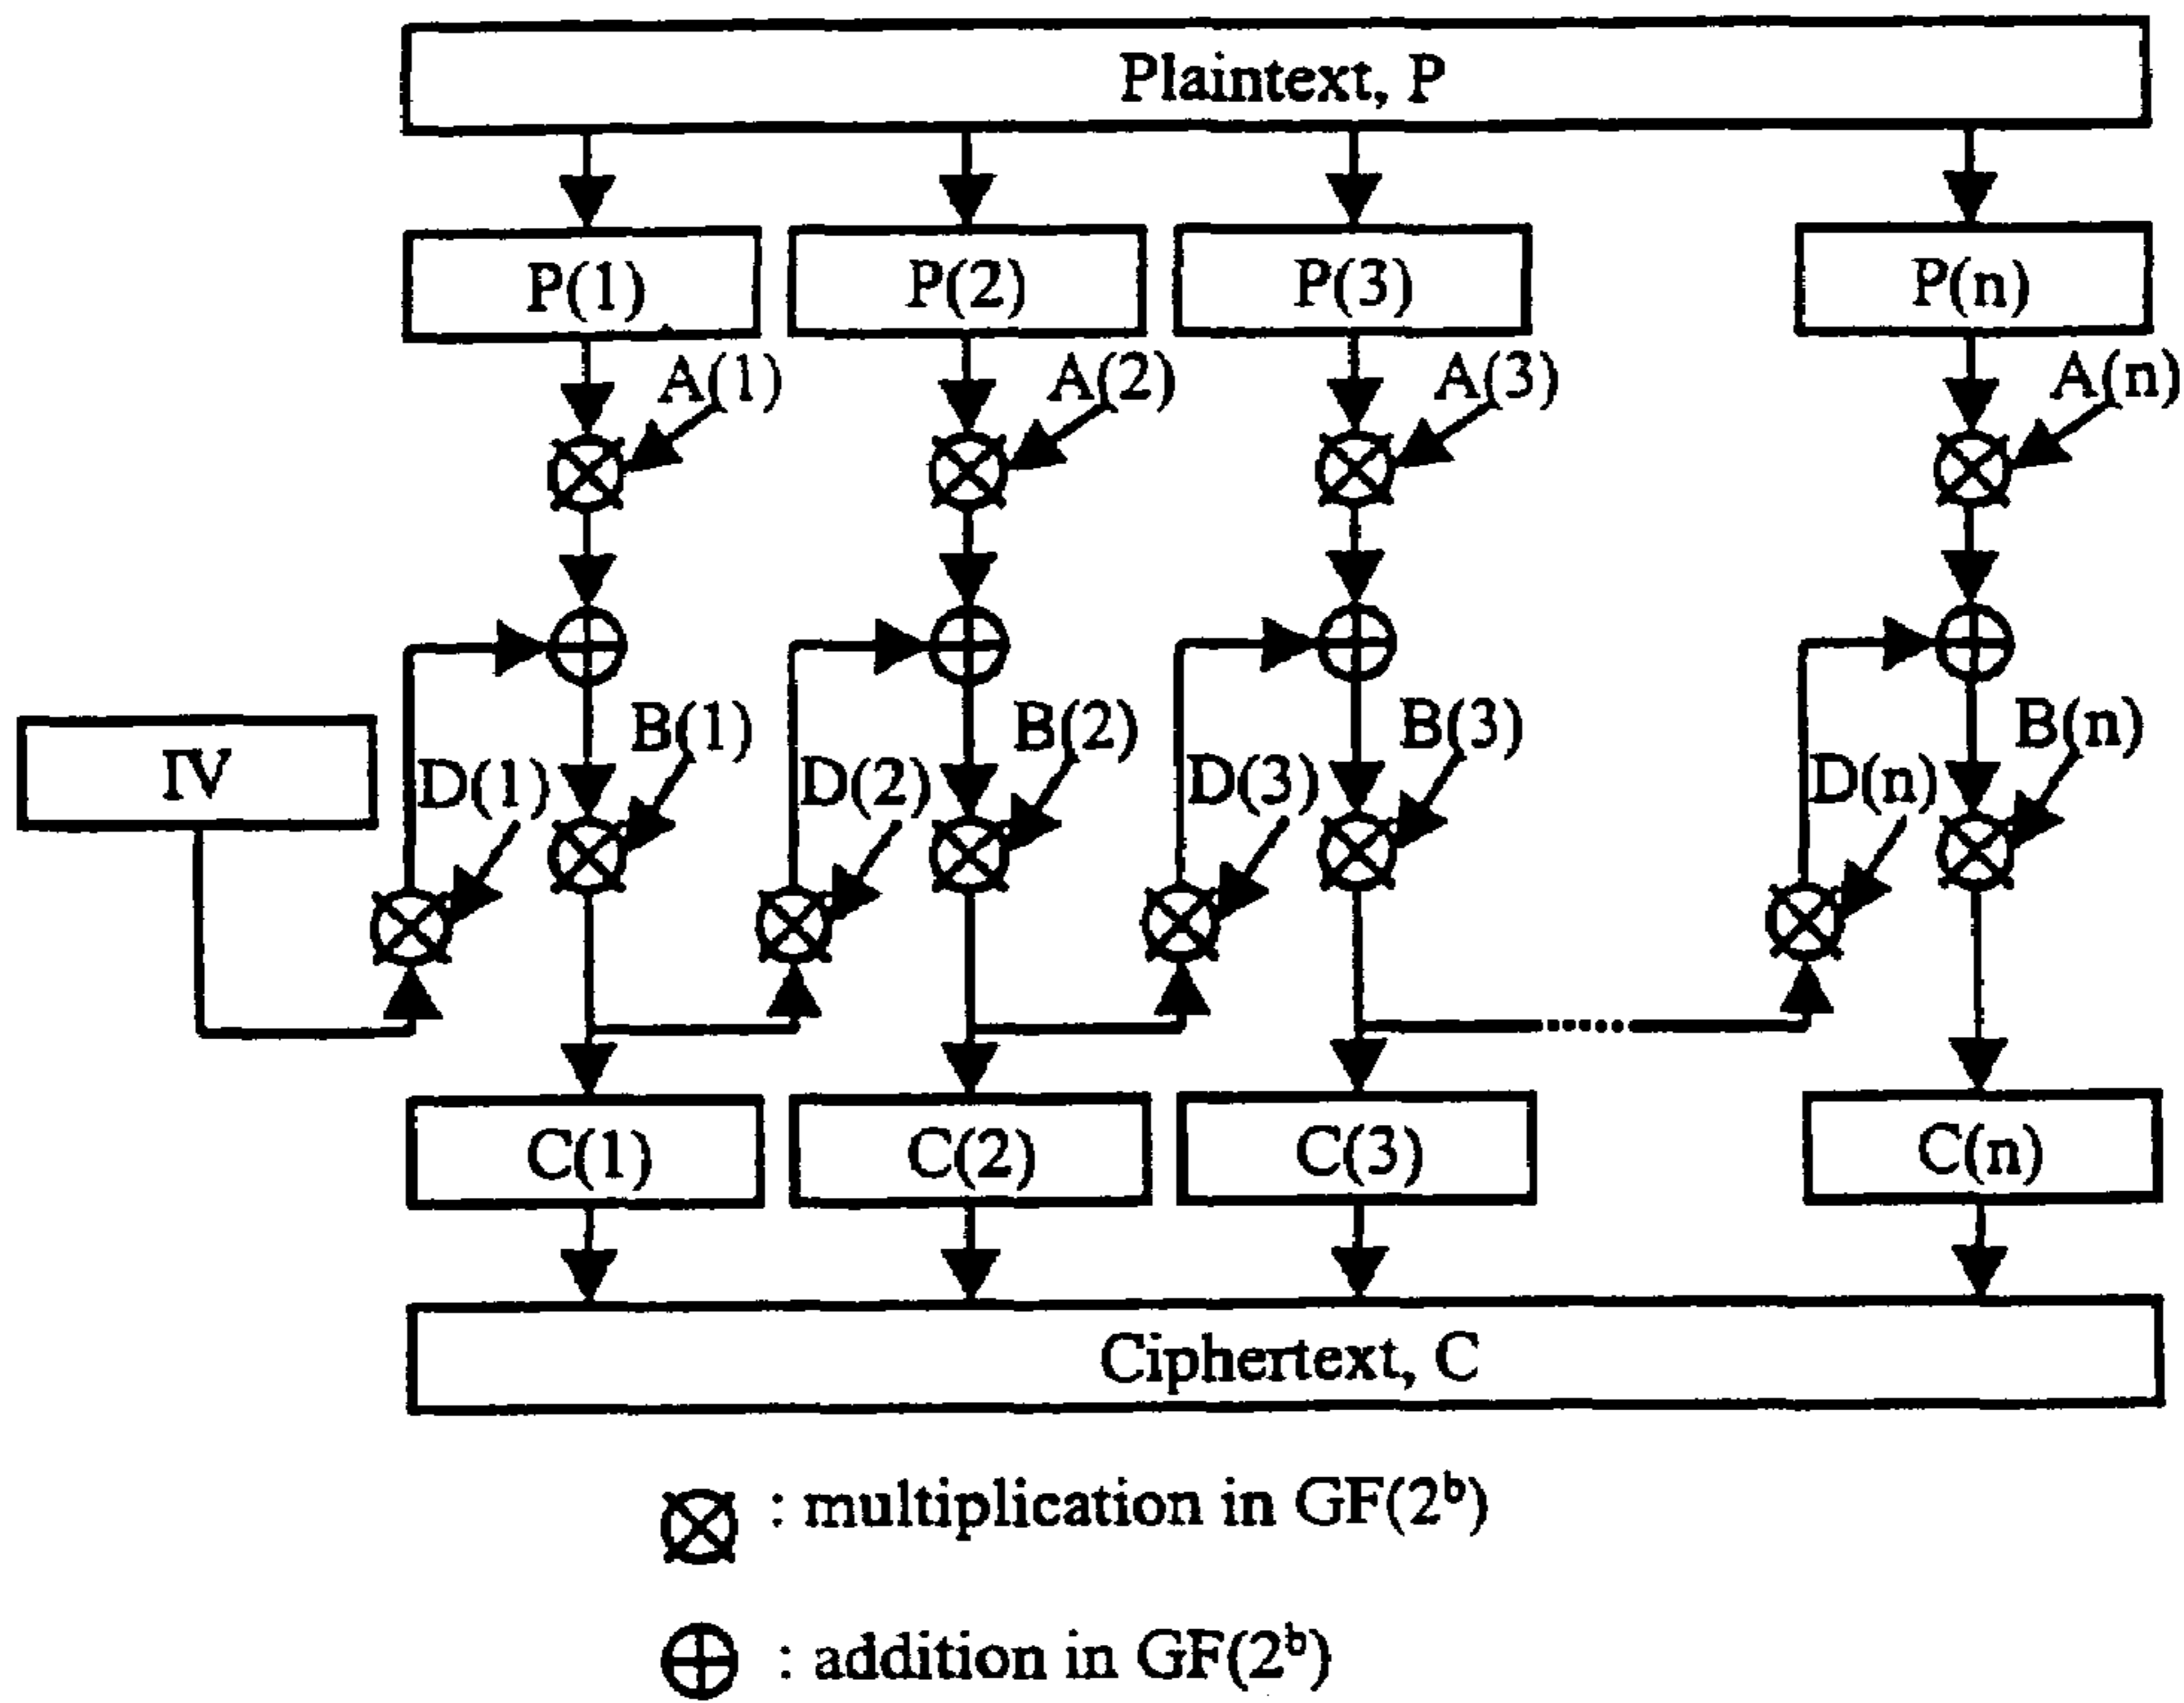 Plaintext, P
P(1) P(2) P(3) P(n)
A(1) A(2) A(3) A(n)
B(1) B(2) B(3) B(n)
IV D(1) D(2) D(3) D(n)
C(1) C(2) C(3) C(n)
Ciphertext, C
: multiplication in GF(2ᵇ)
: addition in GF(2ᵇ)